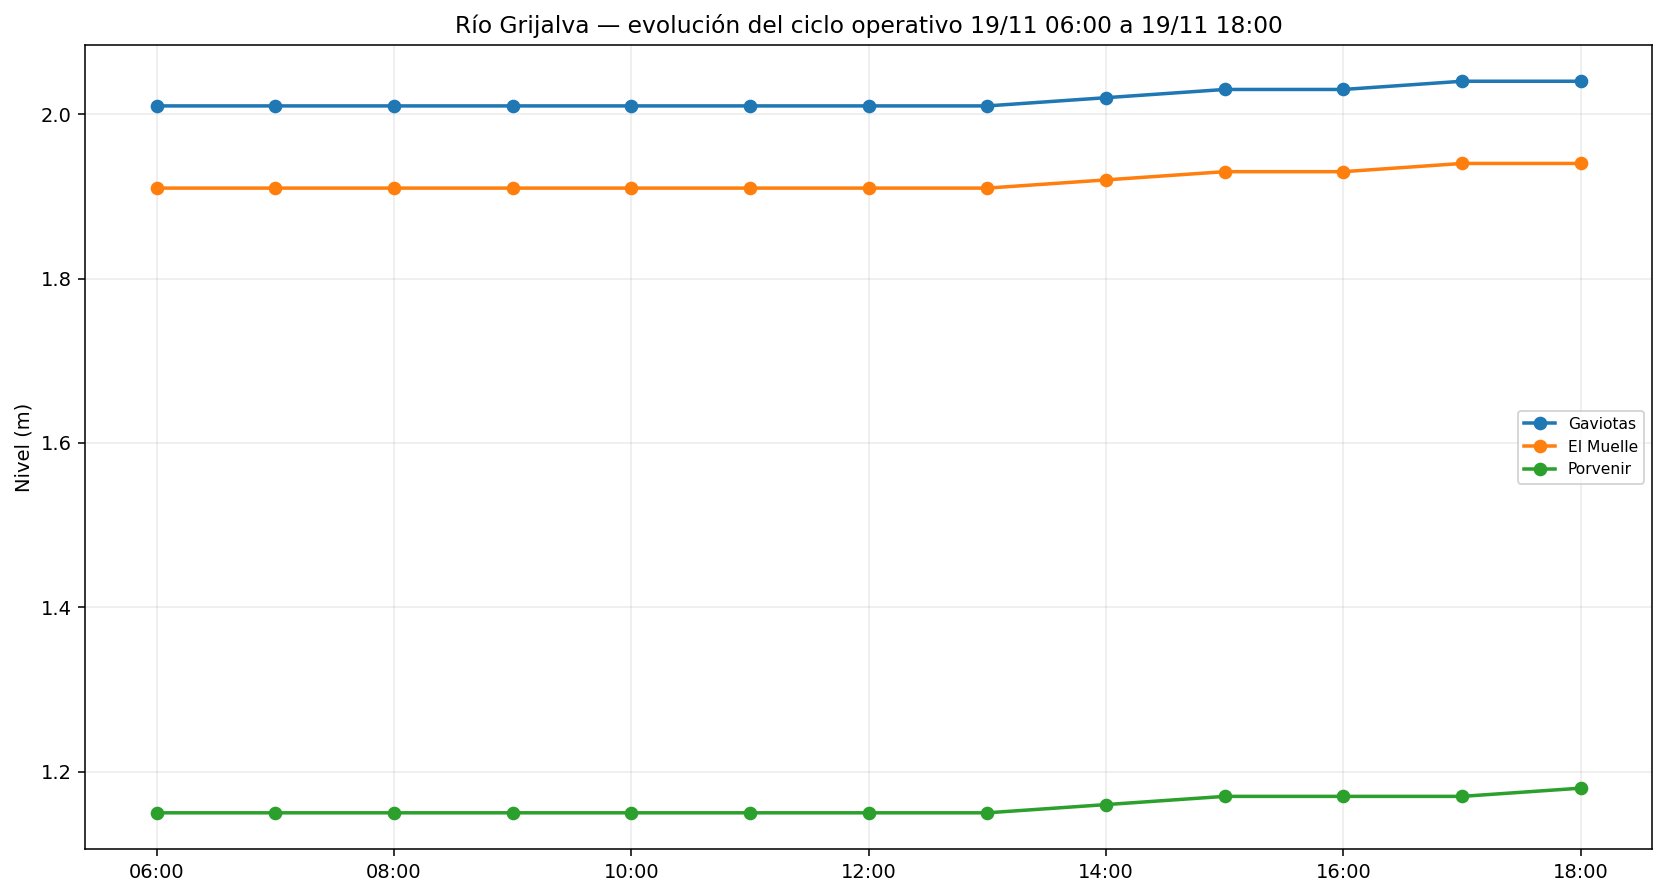 Río Grijalva — evolución del ciclo operativo 19/11 06:00 a 19/11 18:00
Nivel (m)
2.0
1.8
1.6
1.4
1.2
Gaviotas
El Muelle
Porvenir
06:00 08:00 10:00 12:00 14:00 16:00 18:00